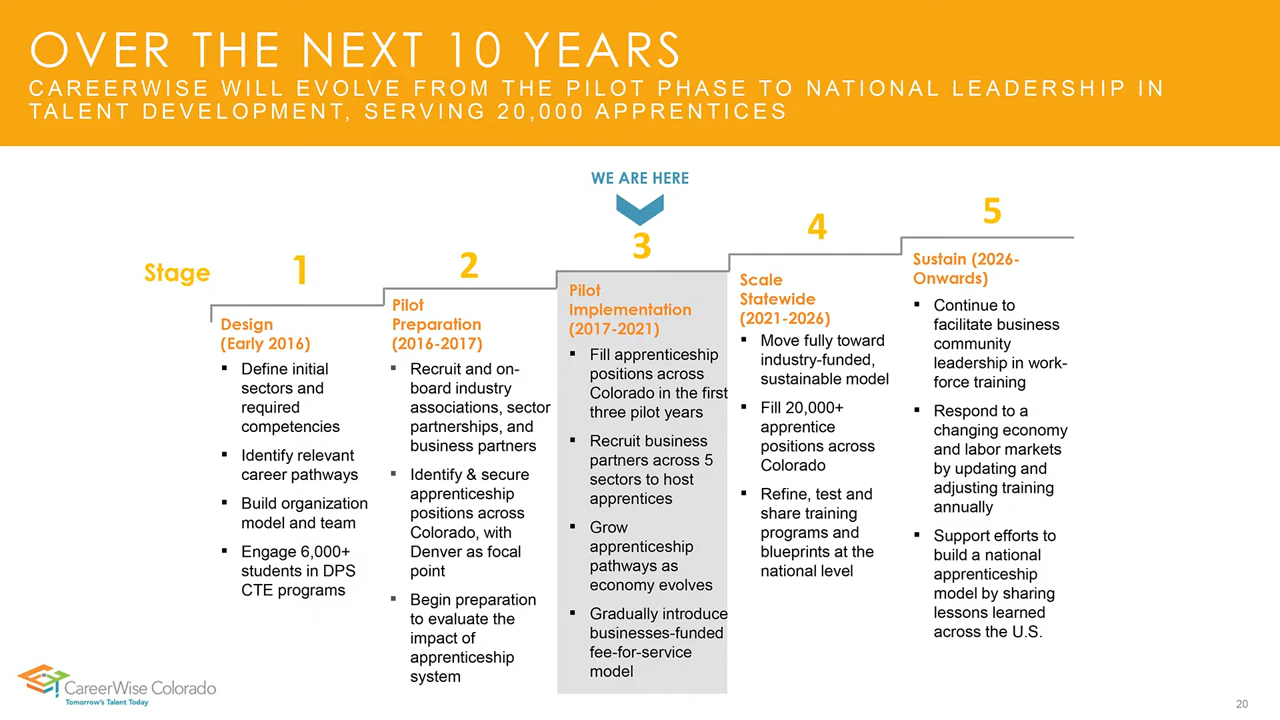 OVER THE NEXT 10 YEARS
CAREERWISE WILL EVOLVE FROM THE PILOT PHASE TO NATIONAL LEADERSHIP IN
TALENT DEVELOPMENT, SERVING 20,000 APPRENTICES
WE ARE HERE
Stage
1
Design
(Early 2016)
▪ Define initial
sectors and
required
competencies
▪ Identify relevant
career pathways
▪ Build organization
model and team
▪ Engage 6,000+
students in DPS
CTE programs
2
Pilot
Preparation
(2016-2017)
▪ Recruit and on-
board industry
associations, sector
partnerships, and
business partners
▪ Identify & secure
apprenticeship
positions across
Colorado, with
Denver as focal
point
▪ Begin preparation
to evaluate the
impact of
apprenticeship
system
3
Pilot
Implementation
(2017-2021)
▪ Fill apprenticeship
positions across
Colorado in the first
three pilot years
▪ Recruit business
partners across 5
sectors to host
apprentices
▪ Grow
apprenticeship
pathways as
economy evolves
▪ Gradually introduce
businesses-funded
fee-for-service
model
4
Scale
Statewide
(2021-2026)
▪ Move fully toward
industry-funded,
sustainable model
▪ Fill 20,000+
apprentice
positions across
Colorado
▪ Refine, test and
share training
programs and
blueprints at the
national level
5
Sustain (2026-
Onwards)
▪ Continue to
facilitate business
community
leadership in work-
force training
▪ Respond to a
changing economy
and labor markets
by updating and
adjusting training
annually
▪ Support efforts to
build a national
apprenticeship
model by sharing
lessons learned
across the U.S.
CareerWise Colorado
Tomorrow's Talent Today
20